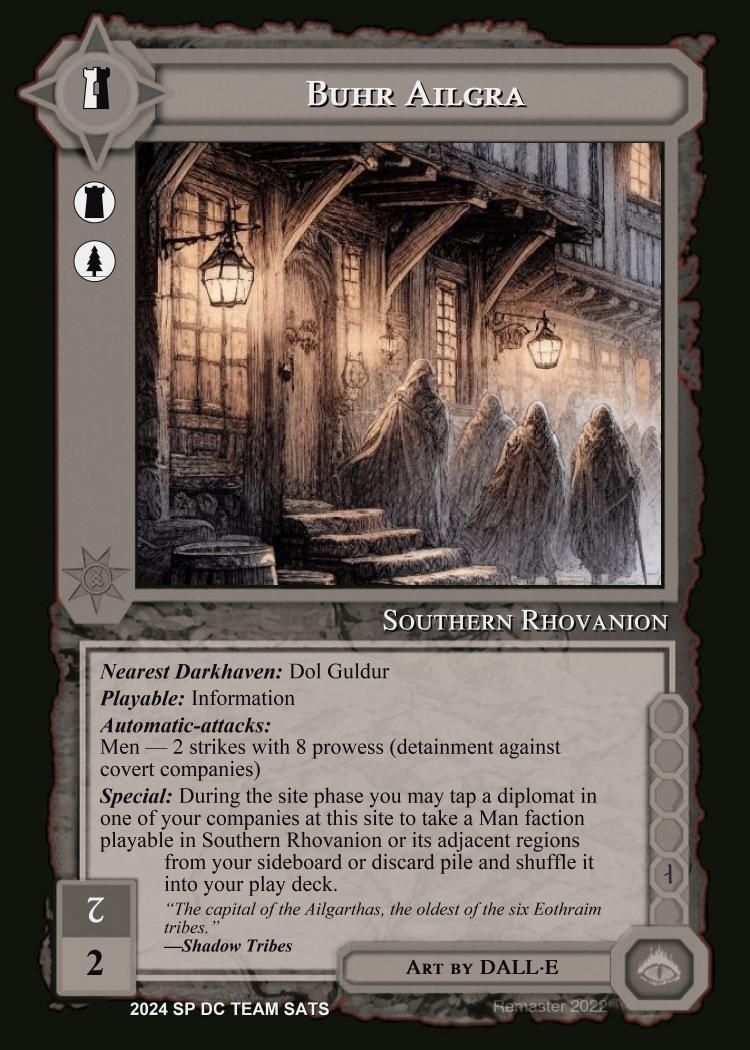 Buhr Ailgra
Southern Rhovanion
Nearest Darkhaven: Dol Guldur
Playable: Information
Automatic-attacks:
Men — 2 strikes with 8 prowess (detainment against
covert companies)
Special: During the site phase you may tap a diplomat in
one of your companies at this site to take a Man faction
playable in Southern Rhovanion or its adjacent regions
from your sideboard or discard pile and shuffle it
into your play deck.
“The capital of the Ailgarthas, the oldest of the six Eothraim
tribes.”
—Shadow Tribes
2
Art by DALL·E
2024 SP DC TEAM SATS
Remaster 2022